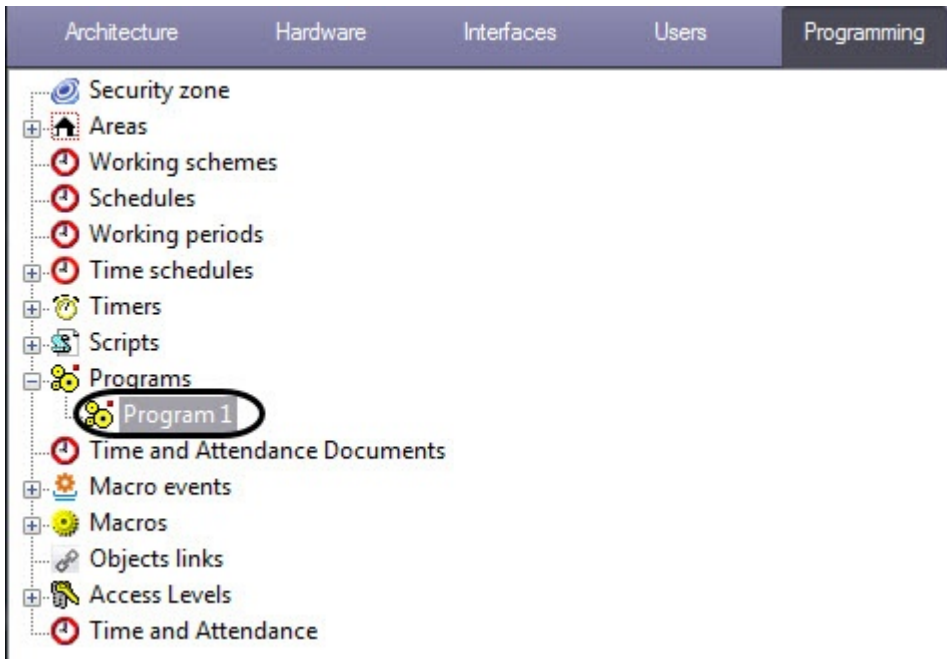 Architecture Hardware Interfaces Users Programming
Security zone
Areas
Working schemes
Schedules
Working periods
Time schedules
Timers
Scripts
Programs
Program 1
Time and Attendance Documents
Macro events
Macros
Objects links
Access Levels
Time and Attendance